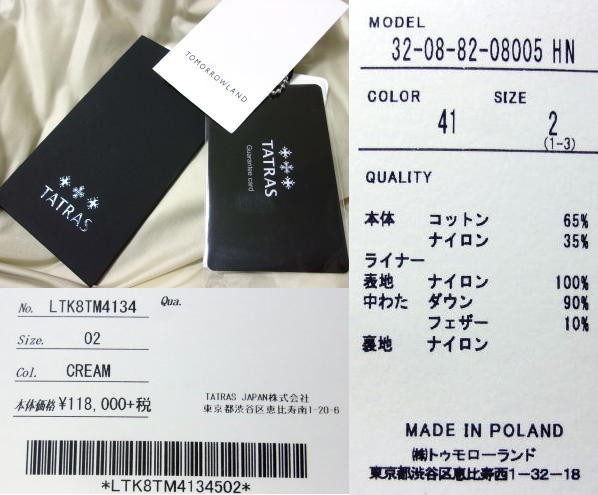 TOMORROWLAND
TATRAS
TATRAS
Guarantee card
No. LTK8TM4134 Qua.
Size. 02
Col. CREAM
本体価格 ¥118,000+税
TATRAS JAPAN株式会社
東京都渋谷区恵比寿南1-20-6
*LTK8TM4134502*
MODEL
32-08-82-08005 HN
COLOR SIZE
41 2
(1-3)
QUALITY
本体 コットン 65%
ナイロン 35%
ライナー
表地 ナイロン 100%
中わた ダウン 90%
フェザー 10%
裏地 ナイロン
MADE IN POLAND
㈱トゥモローランド
東京都渋谷区恵比寿西1-32-18